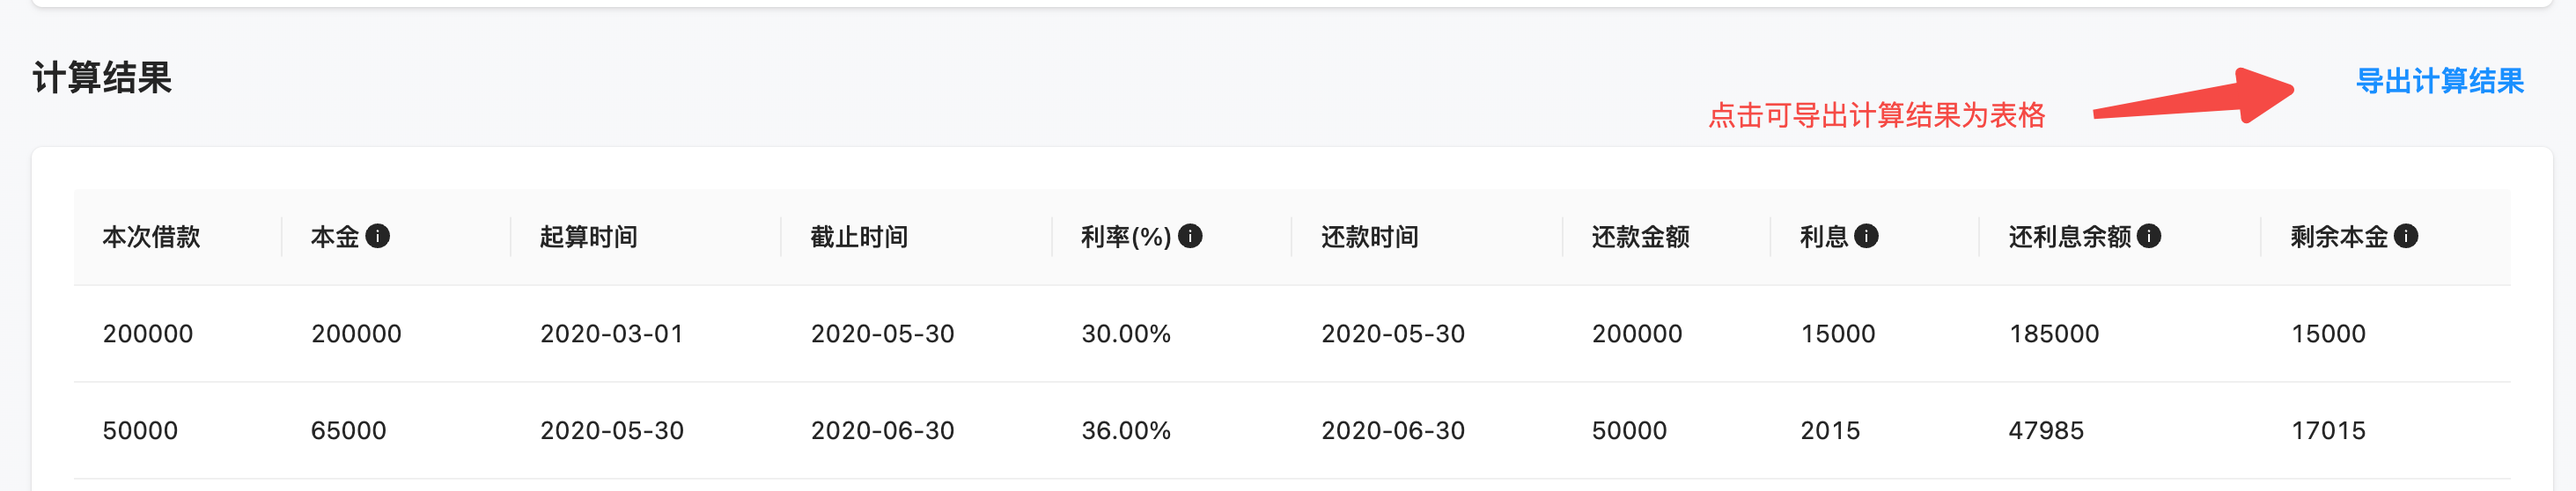 计算结果
导出计算结果
点击可导出计算结果为表格
本次借款 本金 起算时间 截止时间 利率(%) 还款时间 还款金额 利息 还利息余额 剩余本金
200000 200000 2020-03-01 2020-05-30 30.00% 2020-05-30 200000 15000 185000 15000
50000 65000 2020-05-30 2020-06-30 36.00% 2020-06-30 50000 2015 47985 17015